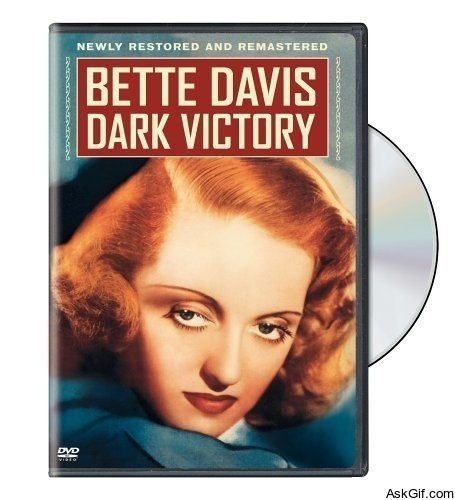 NEWLY RESTORED AND REMASTERED
BETTE DAVIS
DARK VICTORY
DVD
VIDEO
AskGif.com